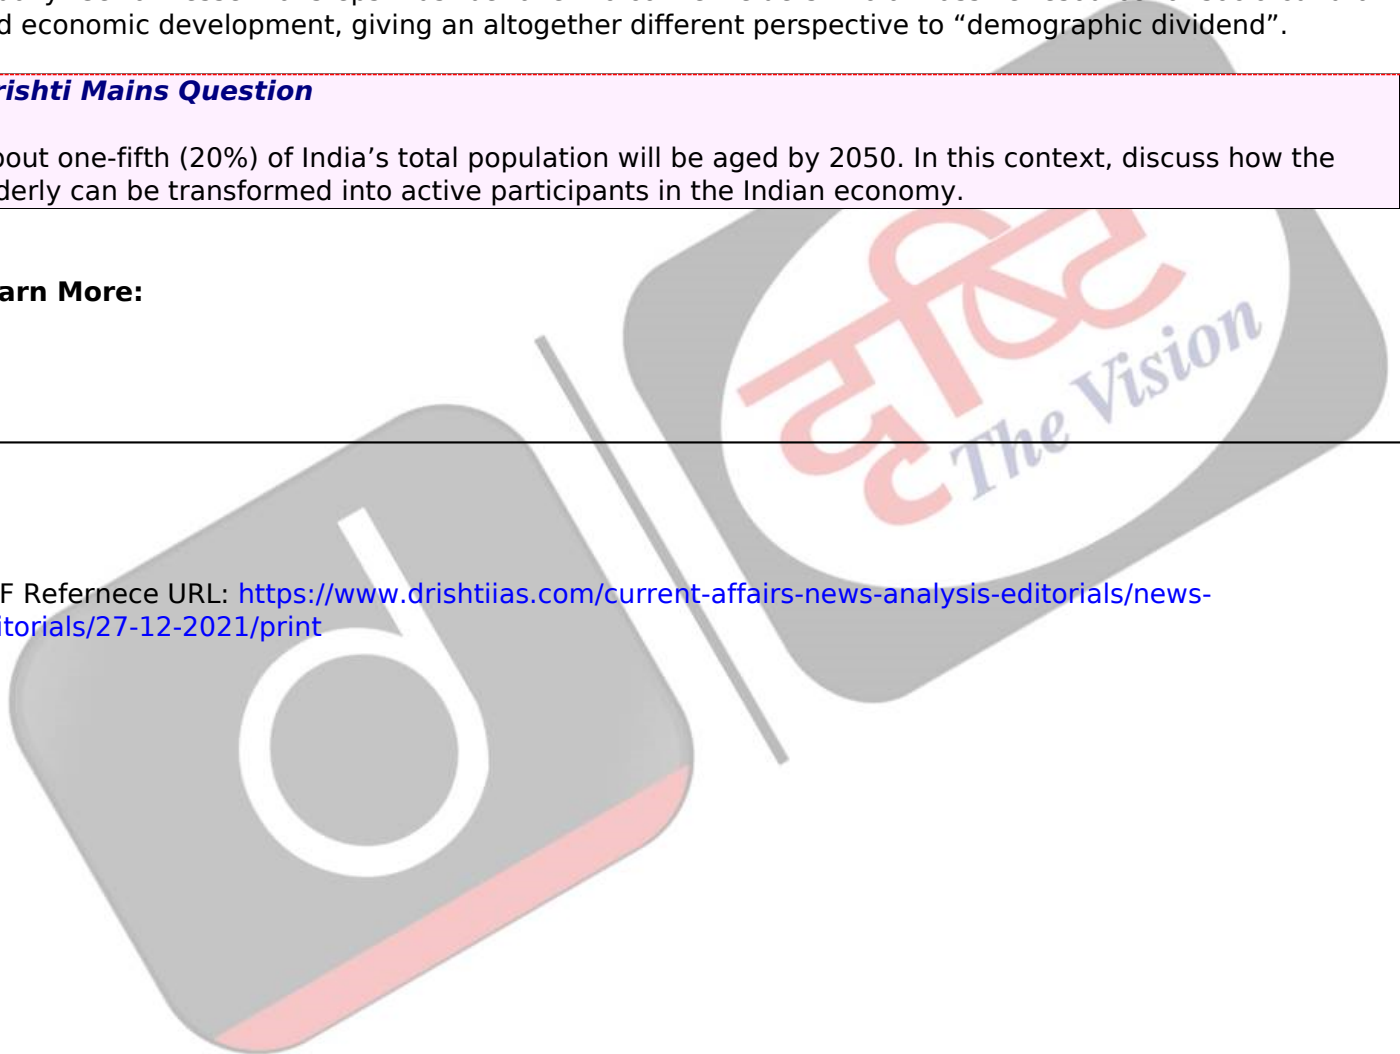 d economic development, giving an altogether different perspective to “demographic dividend”.
rishti Mains Question
out one-fifth (20%) of India’s total population will be aged by 2050. In this context, discuss how the
derly can be transformed into active participants in the Indian economy.
arn More:
दृष्टि
The Vision
d
F Refernece URL: https://www.drishtiias.com/current-affairs-news-analysis-editorials/news-
itorials/27-12-2021/print